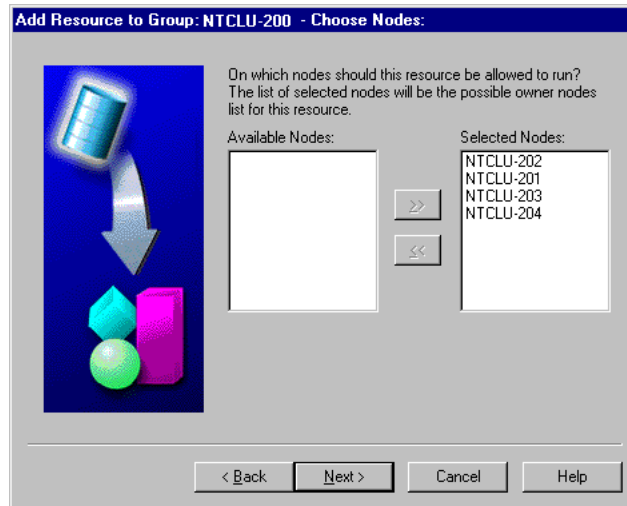 Add Resource to Group: NTCLU-200 - Choose Nodes:
On which nodes should this resource be allowed to run?
The list of selected nodes will be the possible owner nodes
list for this resource.
Available Nodes:
Selected Nodes:
NTCLU-202
NTCLU-201
NTCLU-203
NTCLU-204
>>
<<
< Back
Next >
Cancel
Help